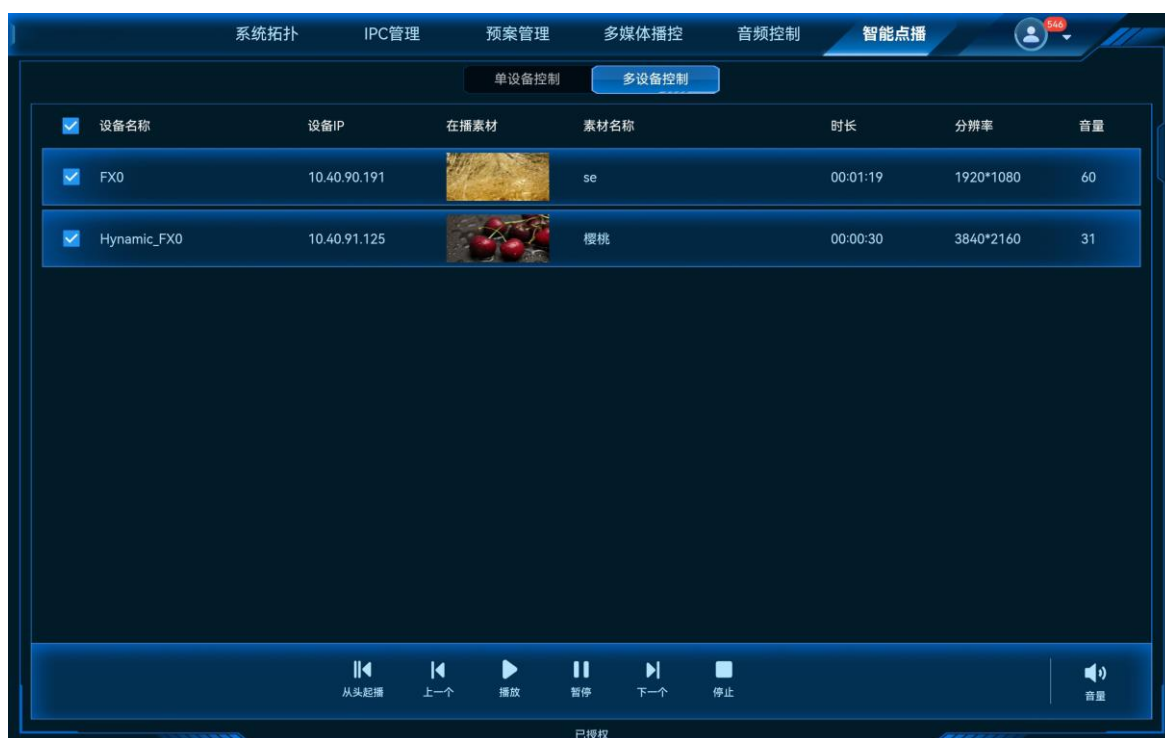 系统拓扑 IPC管理 预案管理 多媒体播控 音频控制 智能点播 546
单设备控制 多设备控制
设备名称 设备IP 在播素材 素材名称 时长 分辨率 音量
FX0 10.40.90.191 se 00:01:19 1920*1080 60
Hynamic_FX0 10.40.91.125 樱桃 00:00:30 3840*2160 31
从头起播 上一个 播放 暂停 下一个 停止 音量
已授权